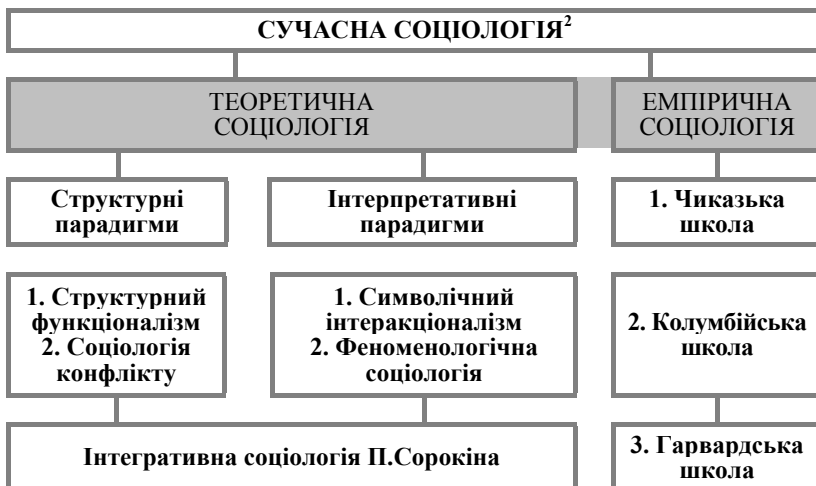 СУЧАСНА СОЦІОЛОГІЯ²
ТЕОРЕТИЧНА
СОЦІОЛОГІЯ
ЕМПІРИЧНА
СОЦІОЛОГІЯ
Структурні
парадигми
Інтерпретативні
парадигми
1. Чиказька
школа
1. Структурний
функціоналізм
2. Соціологія
конфлікту
1. Символічний
інтеракціоналізм
2. Феноменологічна
соціологія
2. Колумбійська
школа
Інтегративна соціологія П.Сорокіна
3. Гарвардська
школа